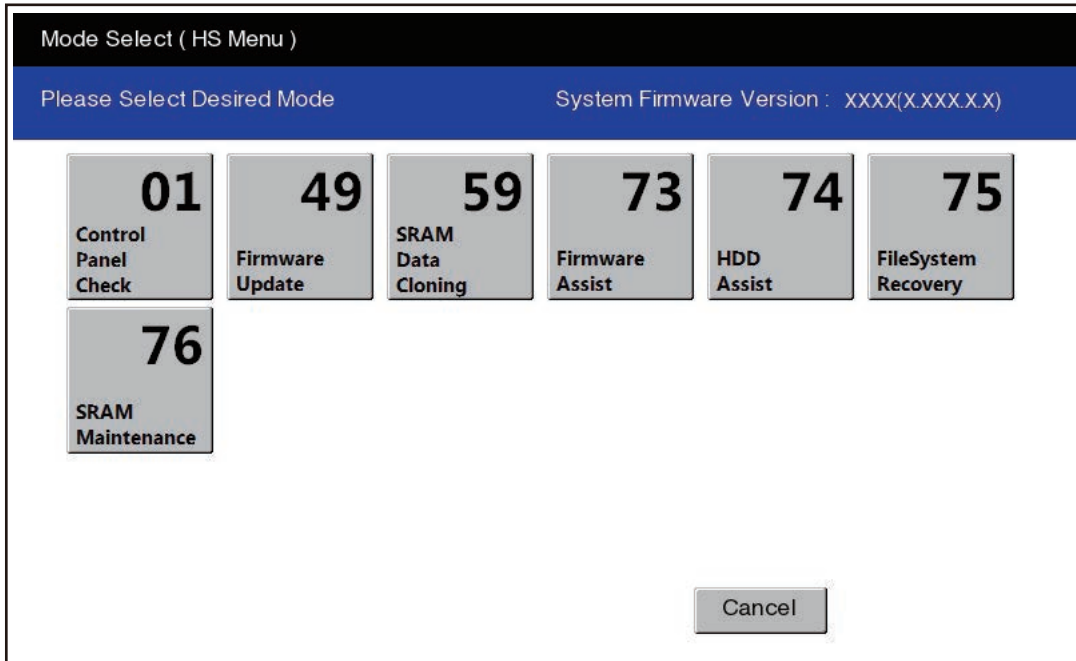 Mode Select ( HS Menu )
Please Select Desired Mode
System Firmware Version : XXXX(X.XXX.X.X)
01
Control
Panel
Check
49
Firmware
Update
59
SRAM
Data
Cloning
73
Firmware
Assist
74
HDD
Assist
75
FileSystem
Recovery
76
SRAM
Maintenance
Cancel